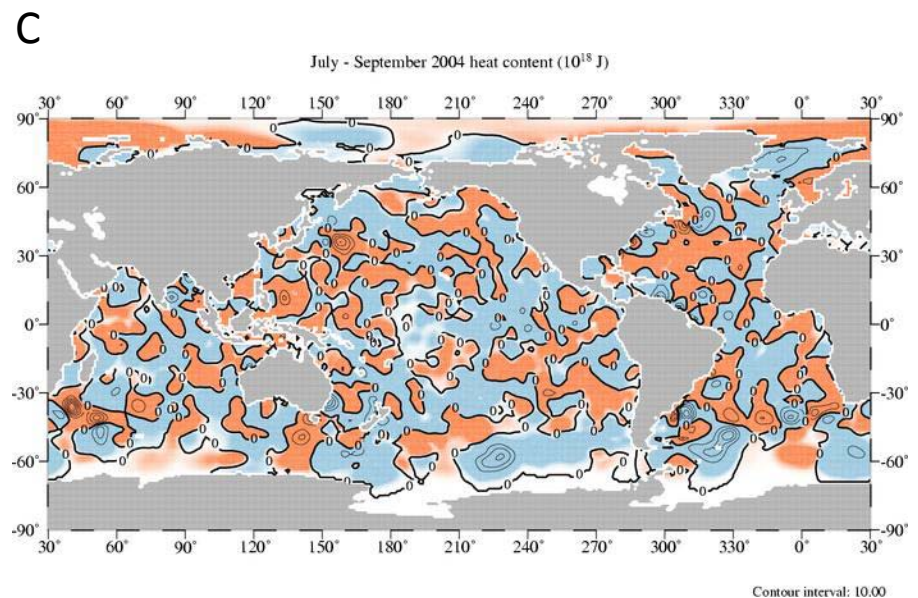 C
July - September 2004 heat content (10¹⁸ J)
30° 60° 90° 120° 150° 180° 210° 240° 270° 300° 330° 0° 30°
90° 90°
60° 60°
30° 30°
0° 0°
-30° -30°
-60° -60°
-90° -90°
30° 60° 90° 120° 150° 180° 210° 240° 270° 300° 330° 0° 30°
Contour interval: 10.00